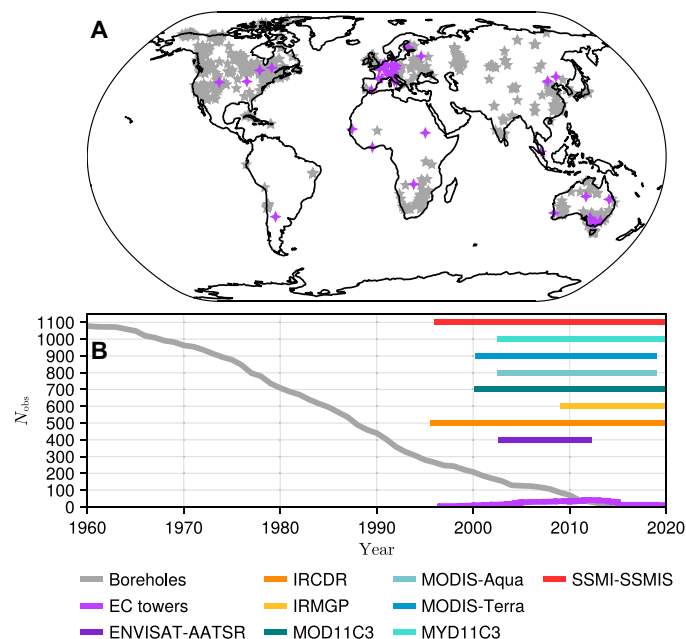 A
B
1100
1000
900
800
700
600
500
400
300
200
100
0
N_obs
1960 1970 1980 1990 2000 2010 2020
Year
Boreholes IRCDR MODIS-Aqua SSMI-SSMIS
EC towers IRMGP MODIS-Terra
ENVISAT-AATSR MOD11C3 MYD11C3